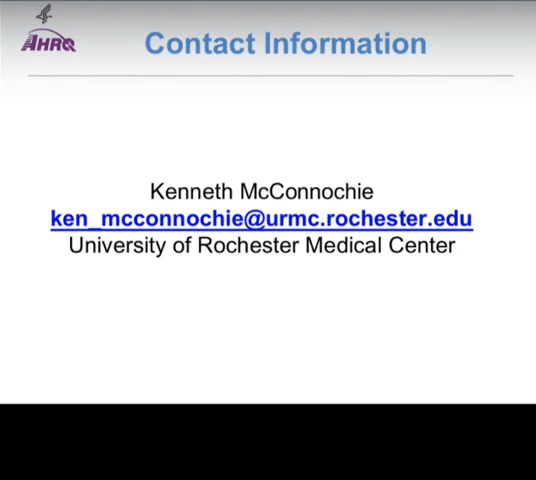 AHRQ
Contact Information
Kenneth McConnochie
ken_mcconnochie@urmc.rochester.edu
University of Rochester Medical Center